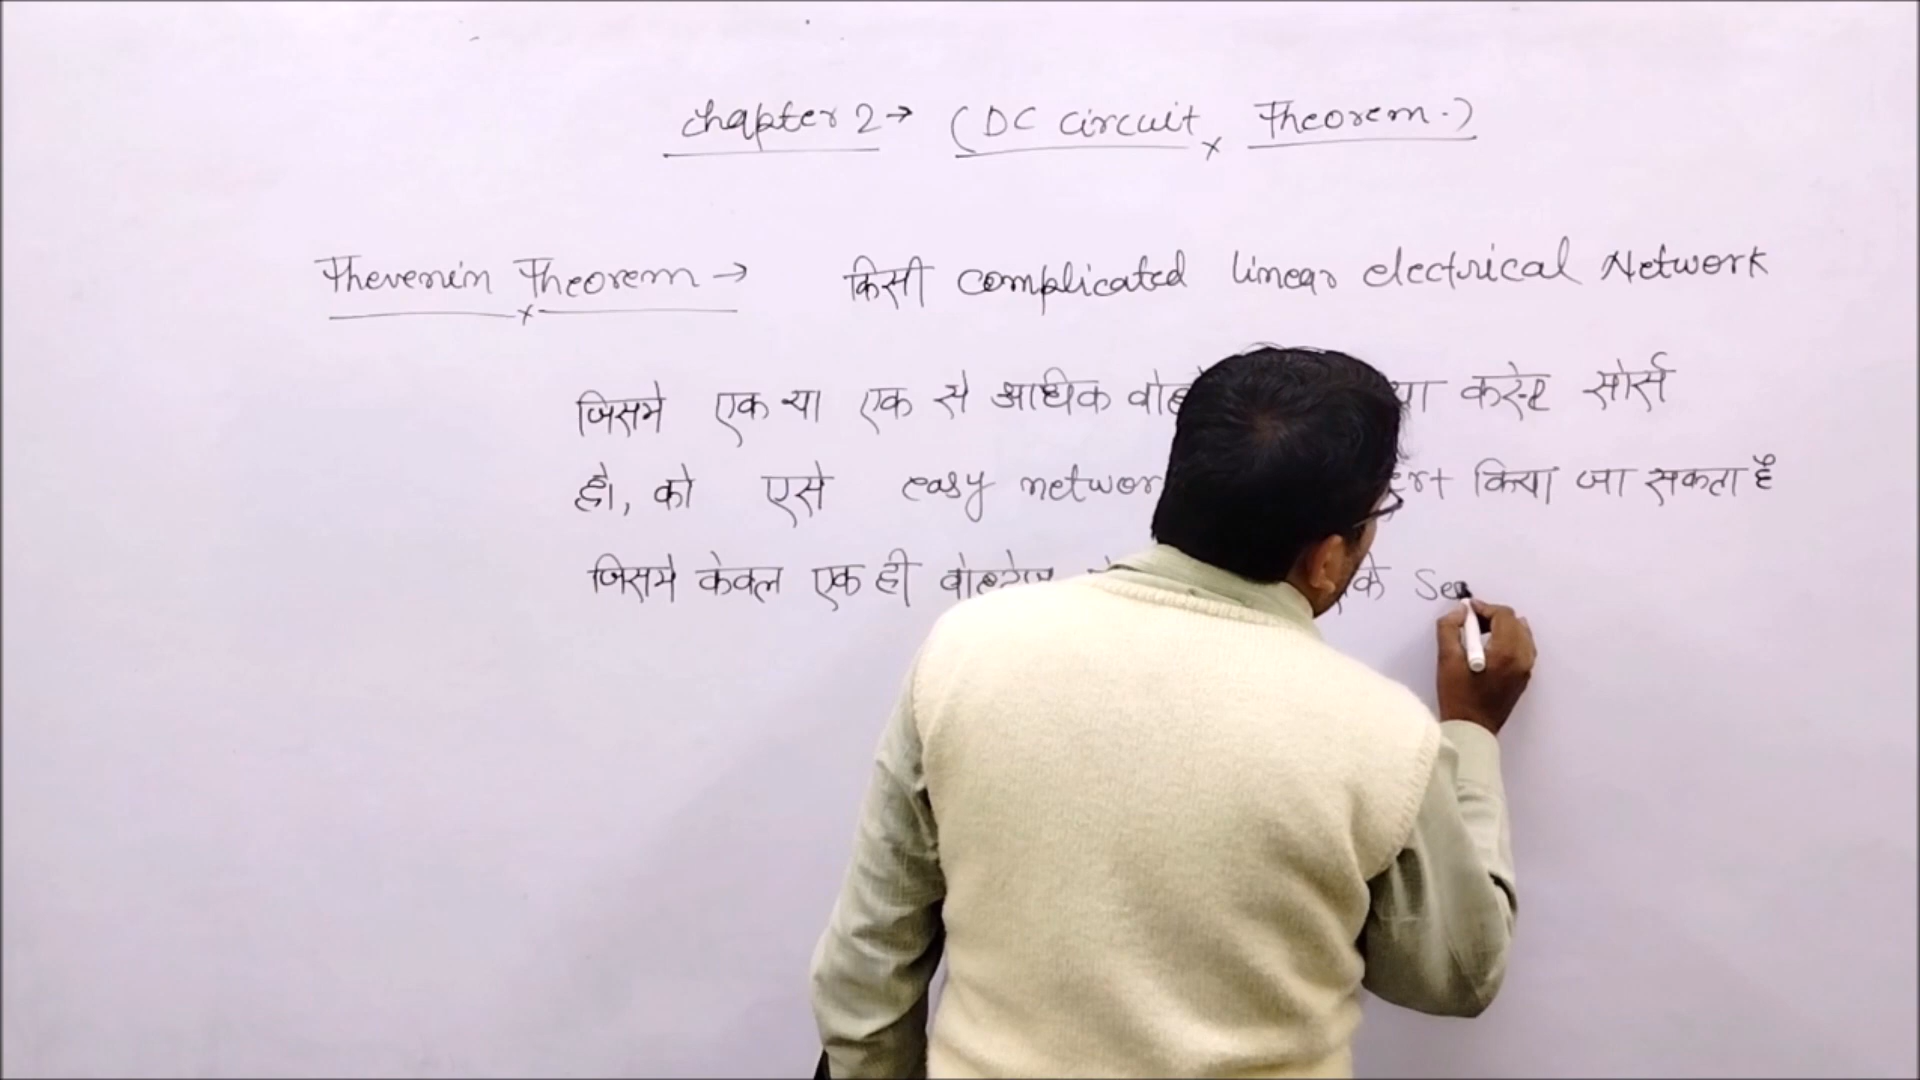 Chapter 2 → (DC Circuit Theorem.)
Thevenin Theorem → किसी complicated linear electrical Network
जिसमे एक या एक से अधिक या करेन्ट सोर्स
हो, को एसे easy networ किया जा सकता है
जिसमे केवल एक ही वोल्टेज के Se